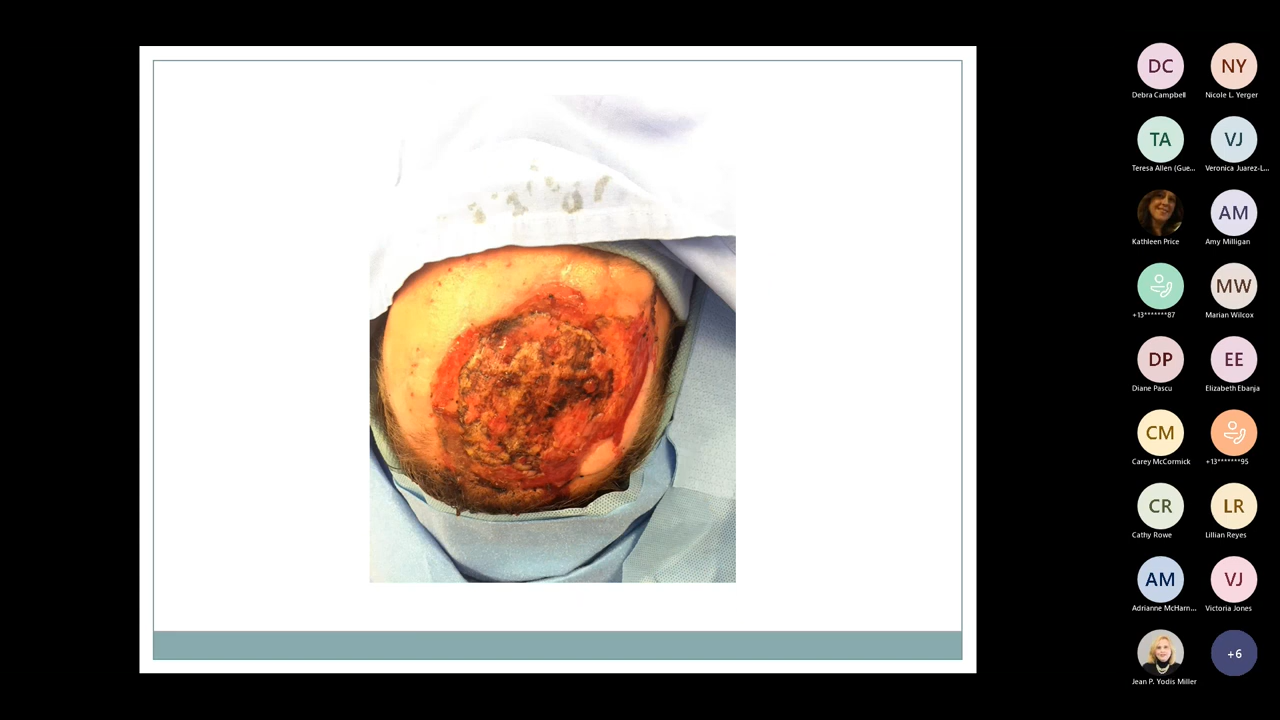 DC
NY
Debra Campbell
Nicole L. Yerger
TA
VJ
Teresa Allen (Gue...
Veronica Juarez-L...
AM
Kathleen Price
Amy Milligan
MW
+13*******87
Marian Wilcox
DP
EE
Diane Pascu
Elizabeth Ebanja
CM
Carey McCormick
+13*******95
CR
LR
Cathy Rowe
Lillian Reyes
AM
VJ
Adrianne McHarn...
Victoria Jones
+6
Jean P. Yodis Miller